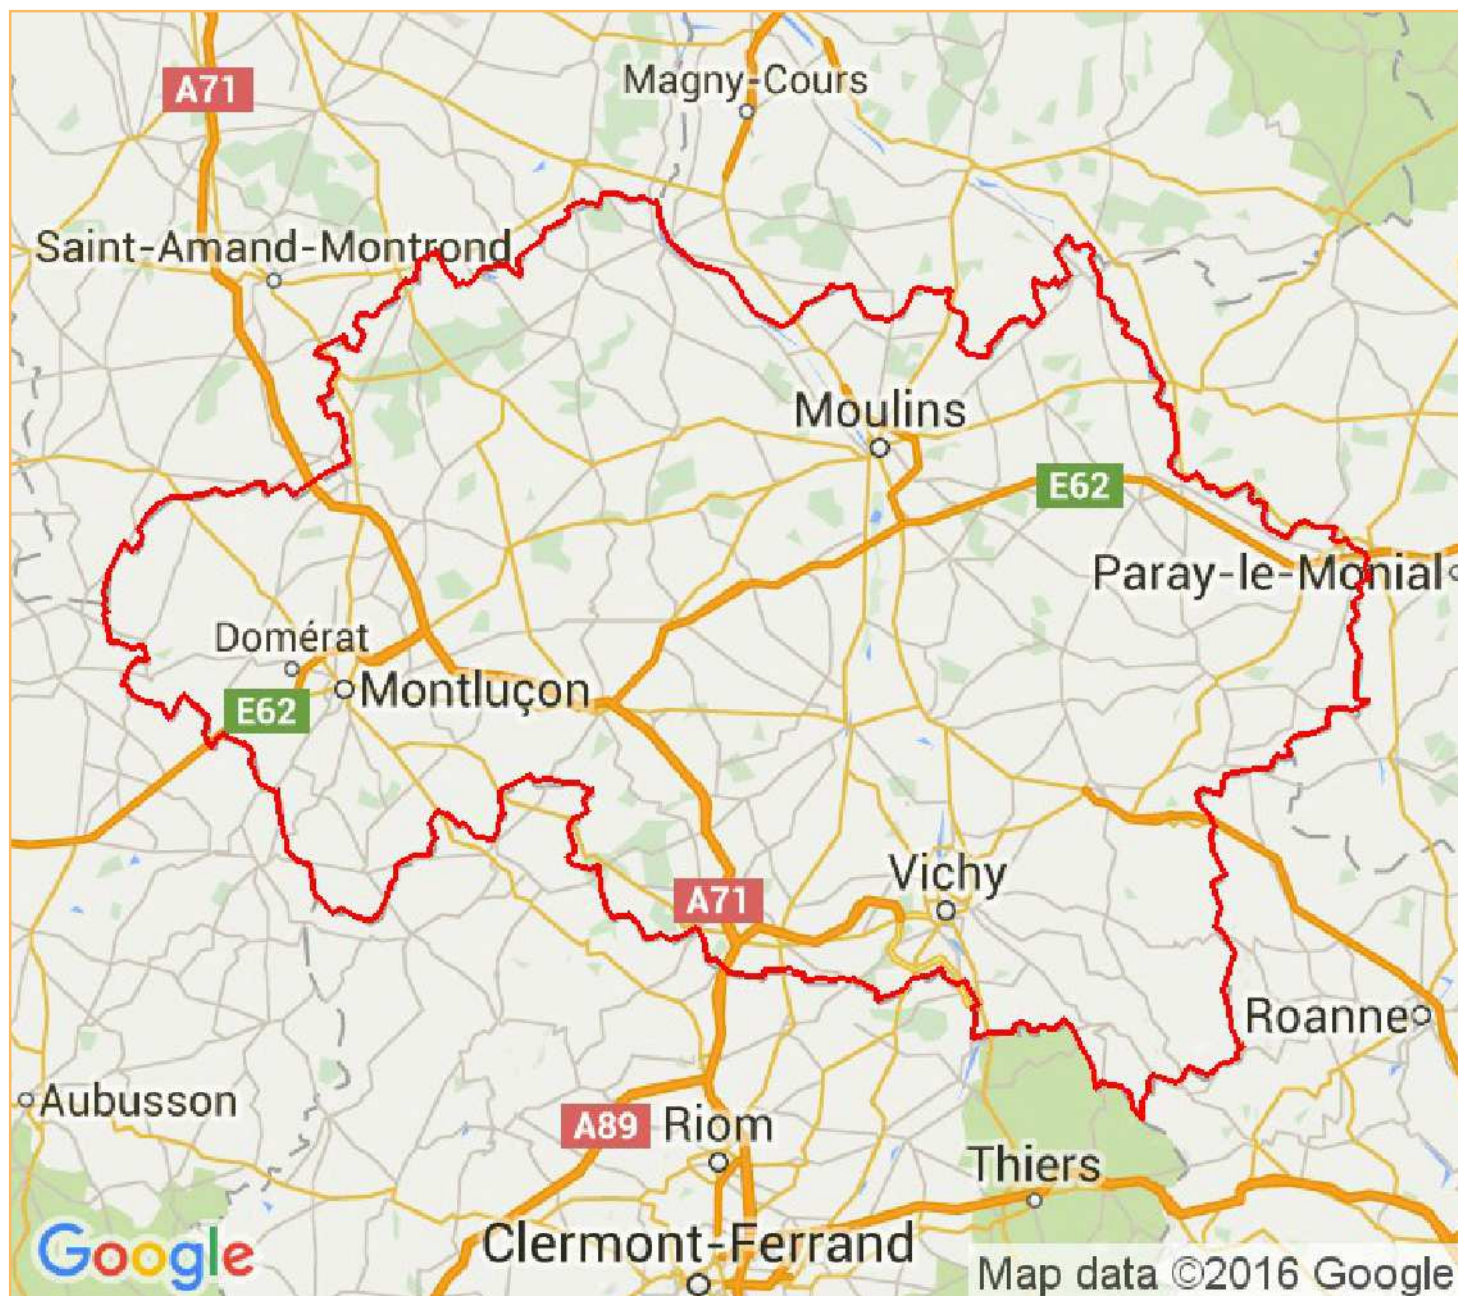 A71
Magny-Cours
Saint-Amand-Montrond
Moulins
E62
Paray-le-Monial
Domérat
Montluçon
E62
Vichy
A71
Roanne
Aubusson
A89
Riom
Thiers
Clermont-Ferrand
Google
Map data ©2016 Google